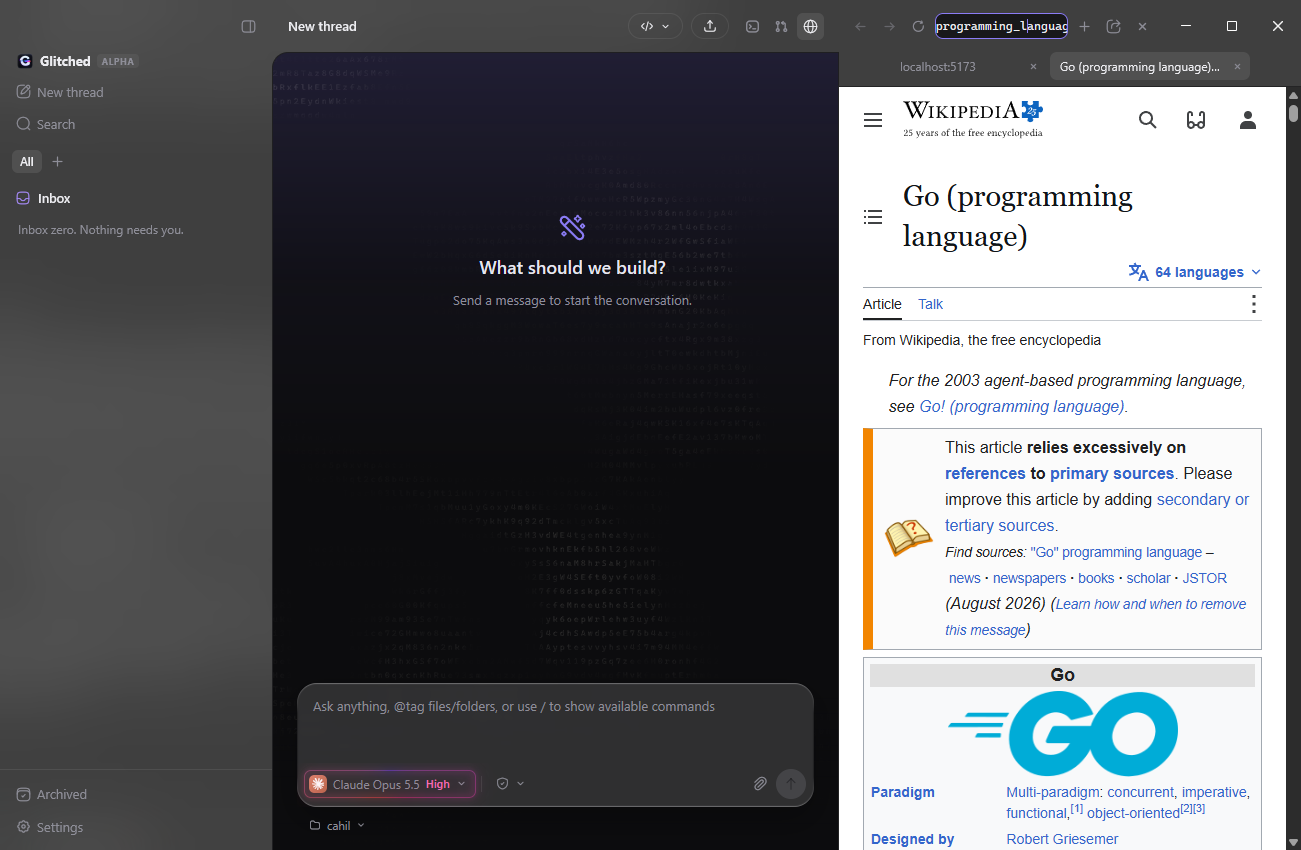 New thread
programming_languag
Glitched ALPHA
New thread
Search
All
Inbox
Inbox zero. Nothing needs you.
What should we build?
Send a message to start the conversation.
Ask anything, @tag files/folders, or use / to show available commands
Claude Opus 5.5 High
cahil
Archived
Settings
localhost:5173
Go (programming language)...
WIKIPEDIA 25
25 years of the free encyclopedia
Go (programming
language)
64 languages
Article Talk
From Wikipedia, the free encyclopedia
For the 2003 agent-based programming language,
see Go! (programming language).
This article relies excessively on
references to primary sources. Please
improve this article by adding secondary or
tertiary sources.
Find sources: "Go" programming language –
news · newspapers · books · scholar · JSTOR
(August 2026) (Learn how and when to remove
this message)
Go
GO
Paradigm Multi-paradigm: concurrent, imperative,
functional,[1] object-oriented[2][3]
Designed by Robert Griesemer